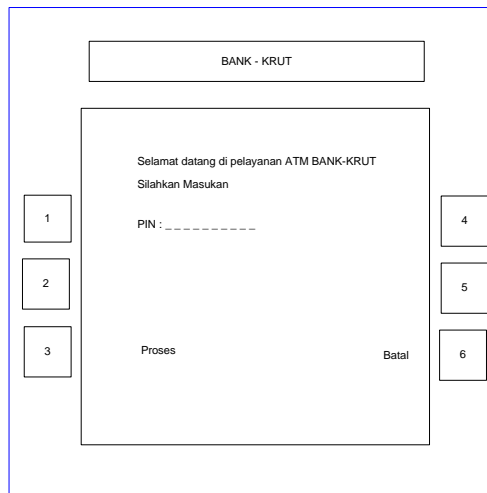 BANK - KRUT
Selamat datang di pelayanan ATM BANK-KRUT
Silahkan Masukan
1
PIN : _ _ _ _ _ _ _ _ _ _
4
2
5
3
Proses
Batal
6